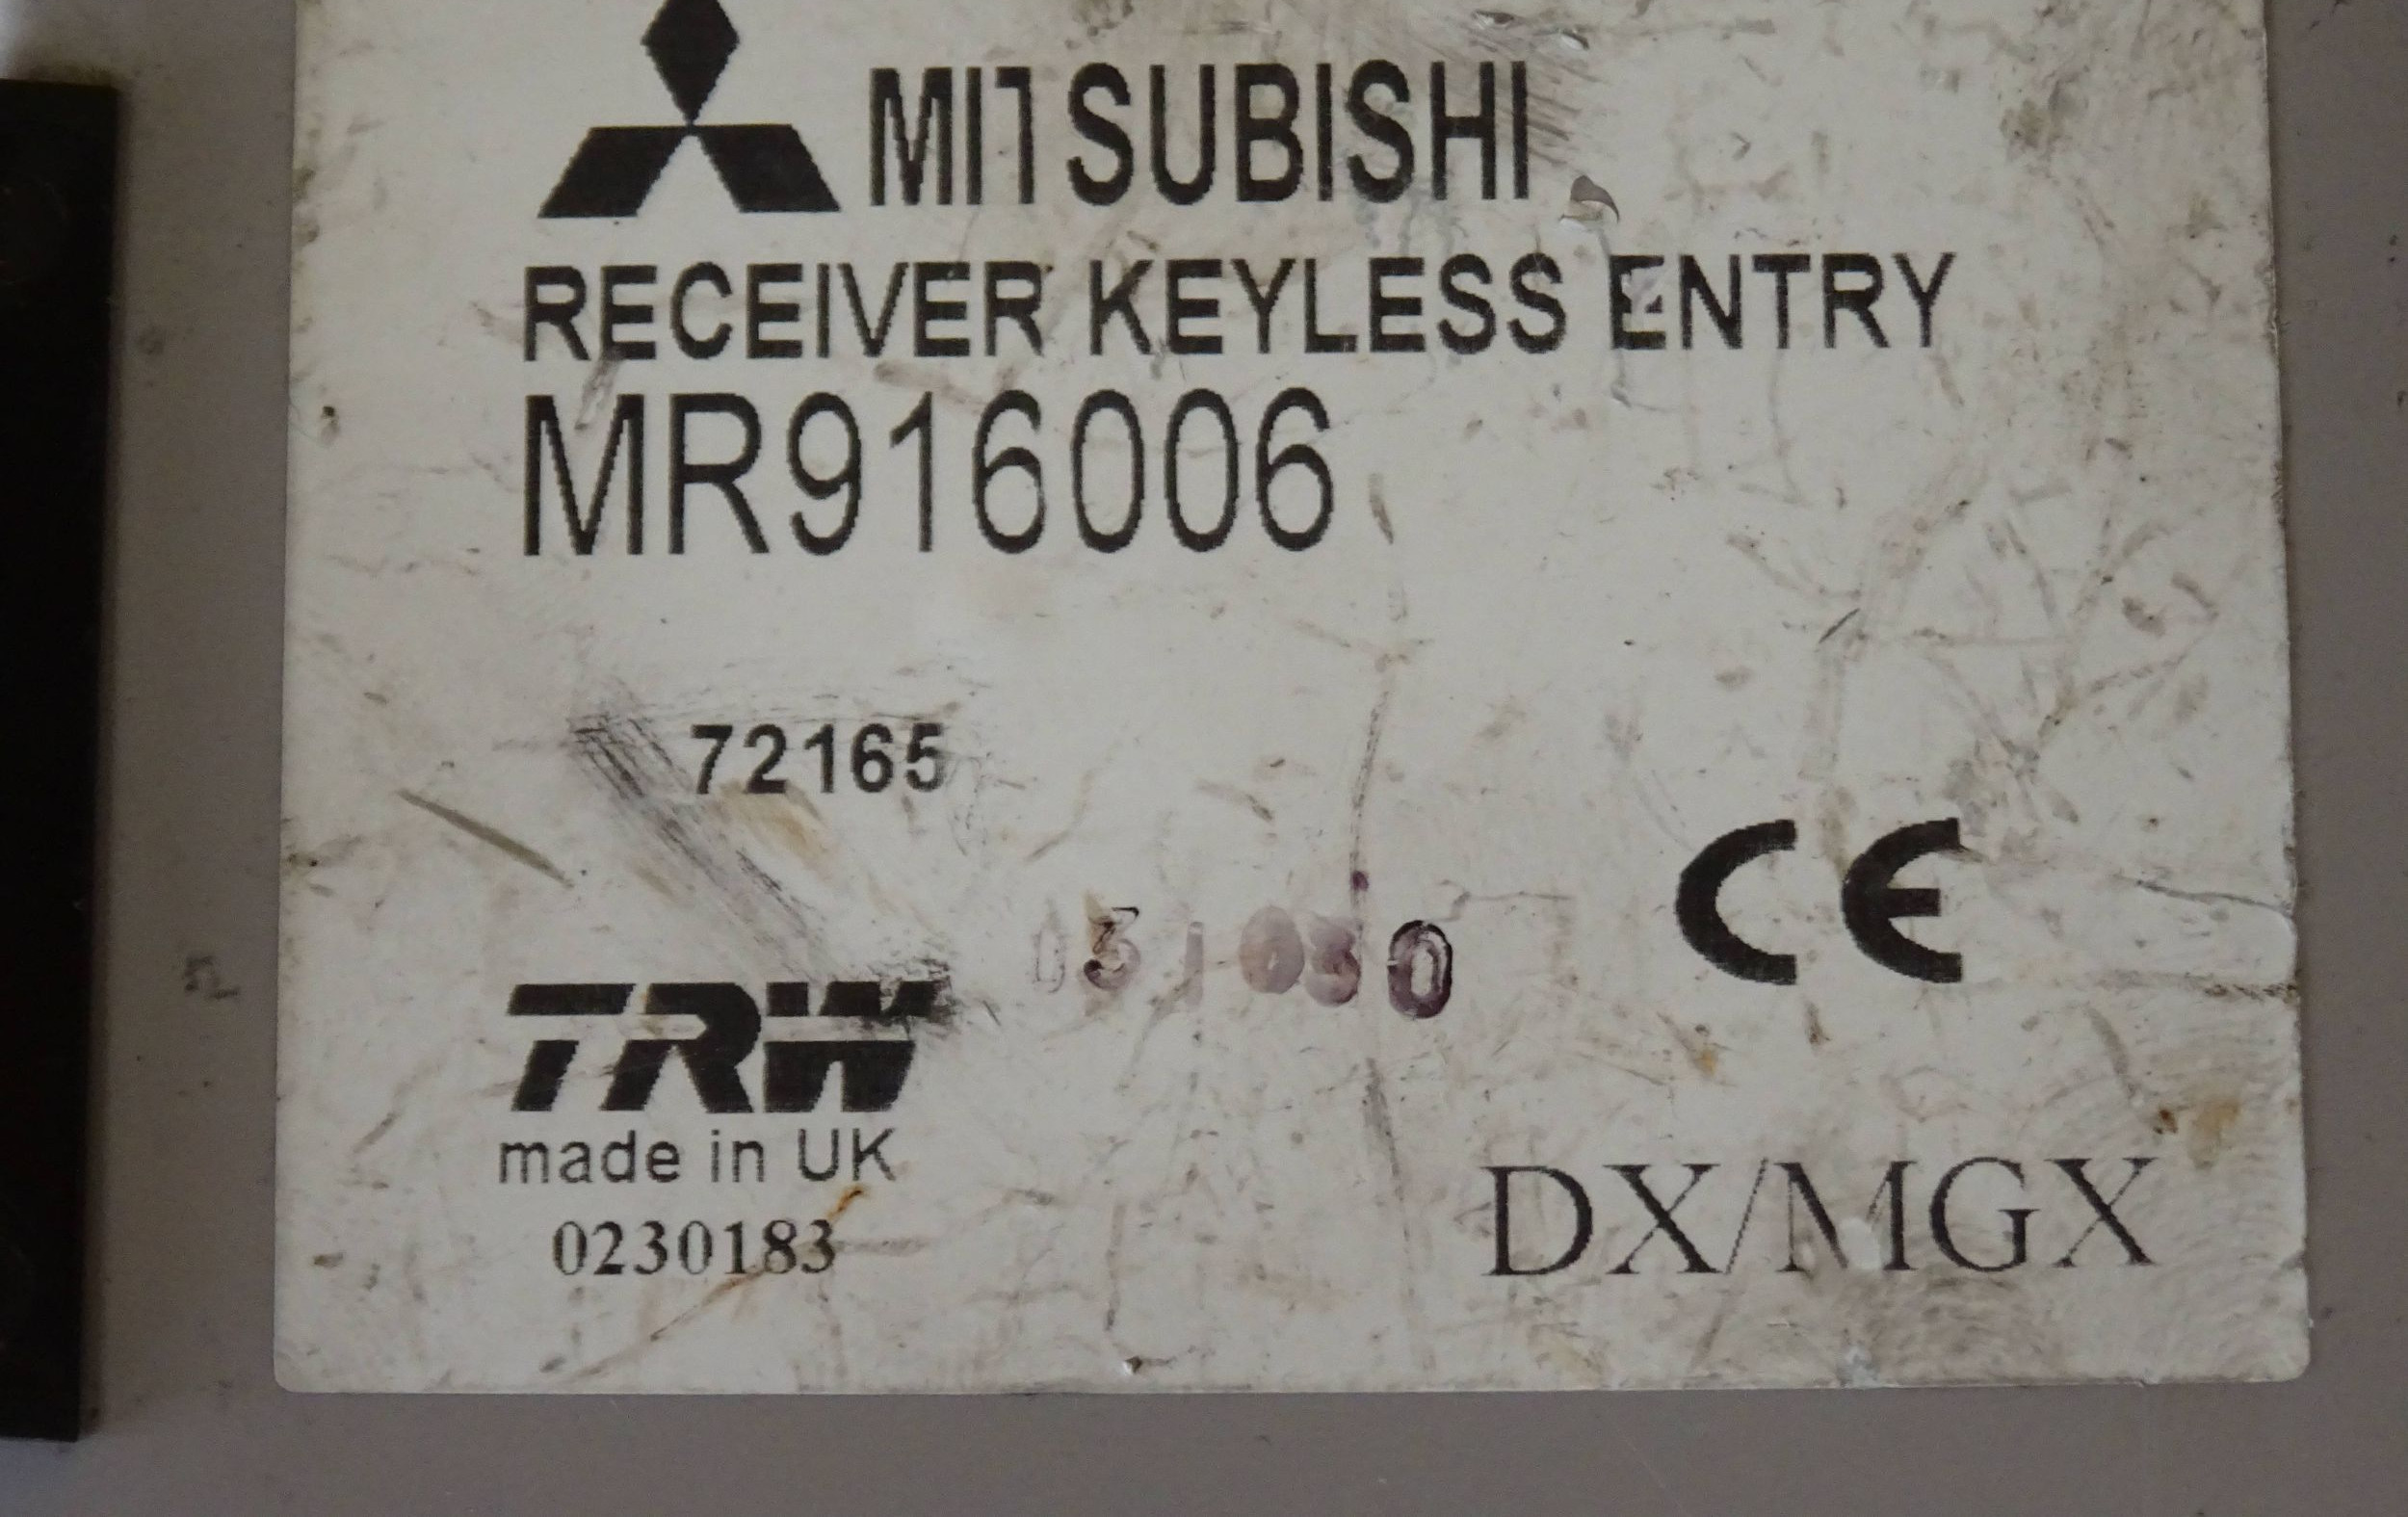 MITSUBISHI
RECEIVER KEYLESS ENTRY
MR916006
72165
CE
TRW
made in UK
0230183
DX/MGX